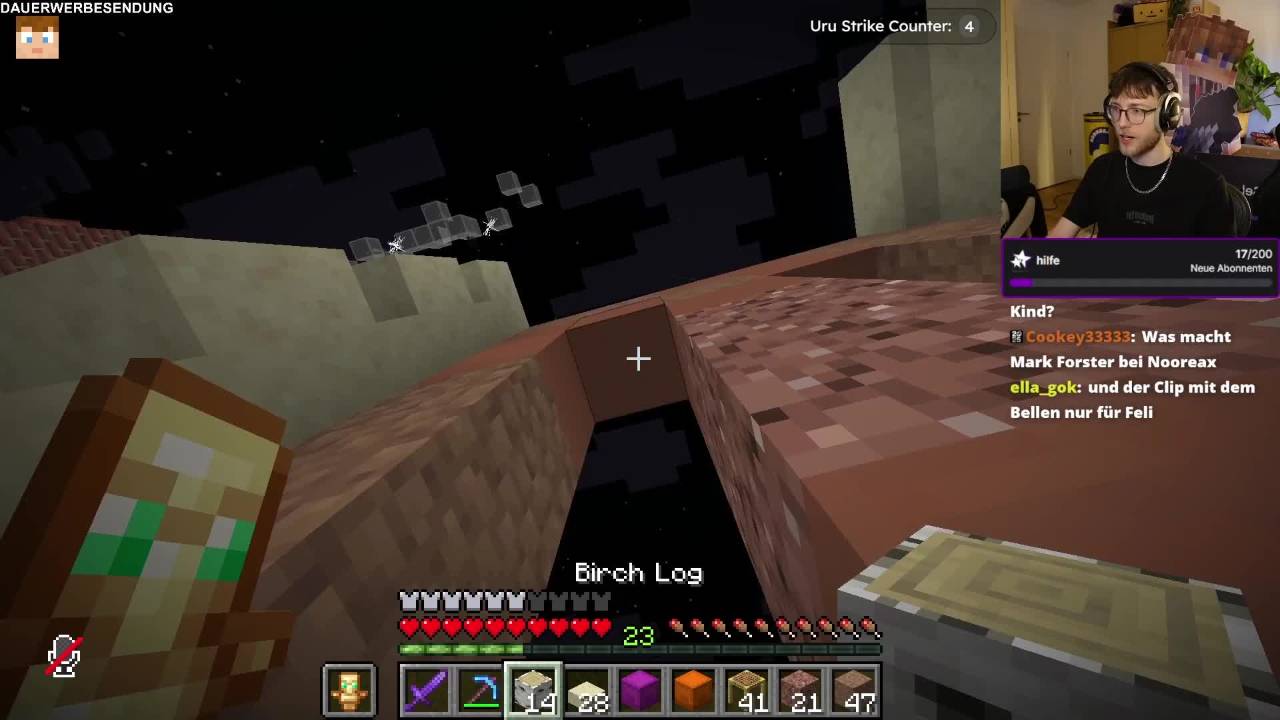 DAUERWERBESENDUNG
Uru Strike Counter: 4
hilfe
17/200
Neue Abonnenten
Kind?
Cookey33333: Was macht
Mark Forster bei Nooreax
ella_gok: und der Clip mit dem
Bellen nur für Feli
Birch Log
23
14
28
41
21
47